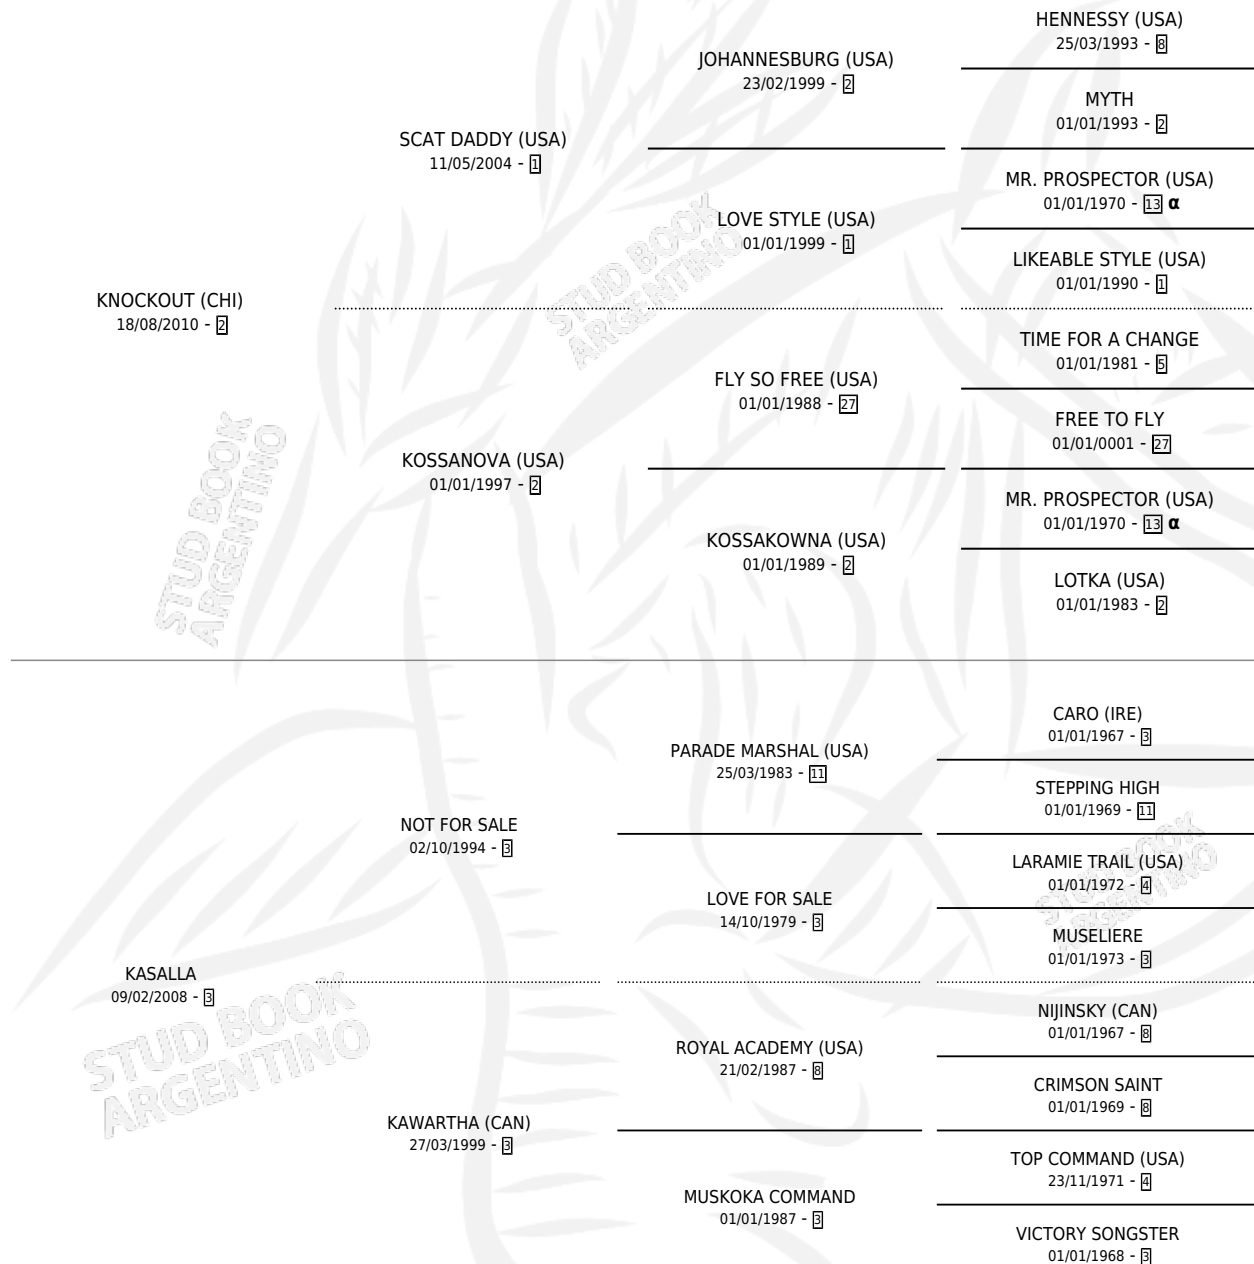 HENNESSY (USA)
25/03/1993 - 8
JOHANNESBURG (USA)
23/02/1999 - 2
MYTH
01/01/1993 - 2
SCAT DADDY (USA)
11/05/2004 - 1
MR. PROSPECTOR (USA)
01/01/1970 - 13 α
LOVE STYLE (USA)
01/01/1999 - 1
LIKEABLE STYLE (USA)
01/01/1990 - 1
KNOCKOUT (CHI)
18/08/2010 - 2
TIME FOR A CHANGE
01/01/1981 - 5
FLY SO FREE (USA)
01/01/1988 - 27
FREE TO FLY
01/01/0001 - 27
KOSSANOVA (USA)
01/01/1997 - 2
MR. PROSPECTOR (USA)
01/01/1970 - 13 α
KOSSAKOWNA (USA)
01/01/1989 - 2
LOTKA (USA)
01/01/1983 - 2
CARO (IRE)
01/01/1967 - 3
PARADE MARSHAL (USA)
25/03/1983 - 11
STEPPING HIGH
01/01/1969 - 11
NOT FOR SALE
02/10/1994 - 3
LARAMIE TRAIL (USA)
01/01/1972 - 4
LOVE FOR SALE
14/10/1979 - 3
MUSELIERE
01/01/1973 - 3
KASALLA
09/02/2008 - 3
NIJINSKY (CAN)
01/01/1967 - 8
ROYAL ACADEMY (USA)
21/02/1987 - 8
CRIMSON SAINT
01/01/1969 - 8
KAWARTHA (CAN)
27/03/1999 - 3
TOP COMMAND (USA)
23/11/1971 - 4
MUSKOKA COMMAND
01/01/1987 - 3
VICTORY SONGSTER
01/01/1968 - 3
STUD BOOK
ARGENTINO
STUD BOOK
ARGENTINO
STUD BOOK
ARGENTINO
STUD BOOK
ARGENTINO